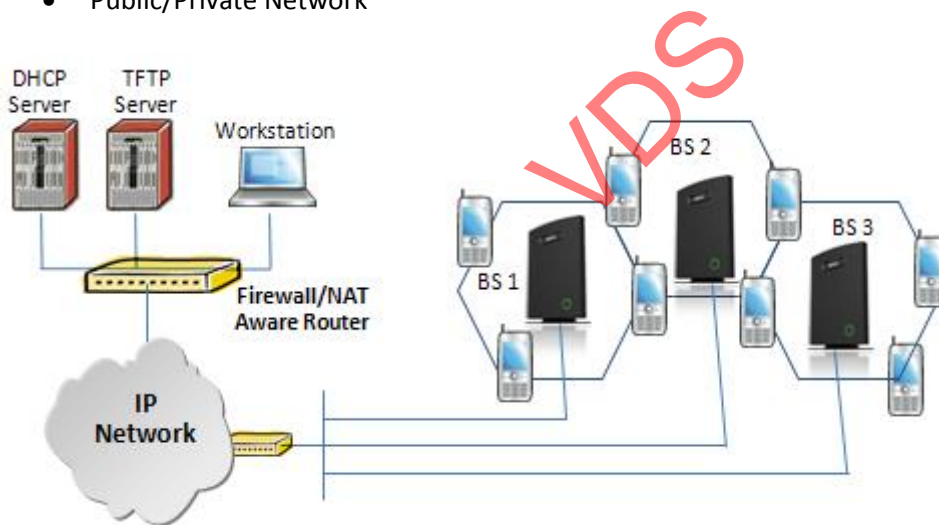 • Public/Private Network
DHCP
Server
TFTP
Server
Workstation
Firewall/NAT
Aware Router
IP
Network
BS 1
VDS
BS 2
BS 3